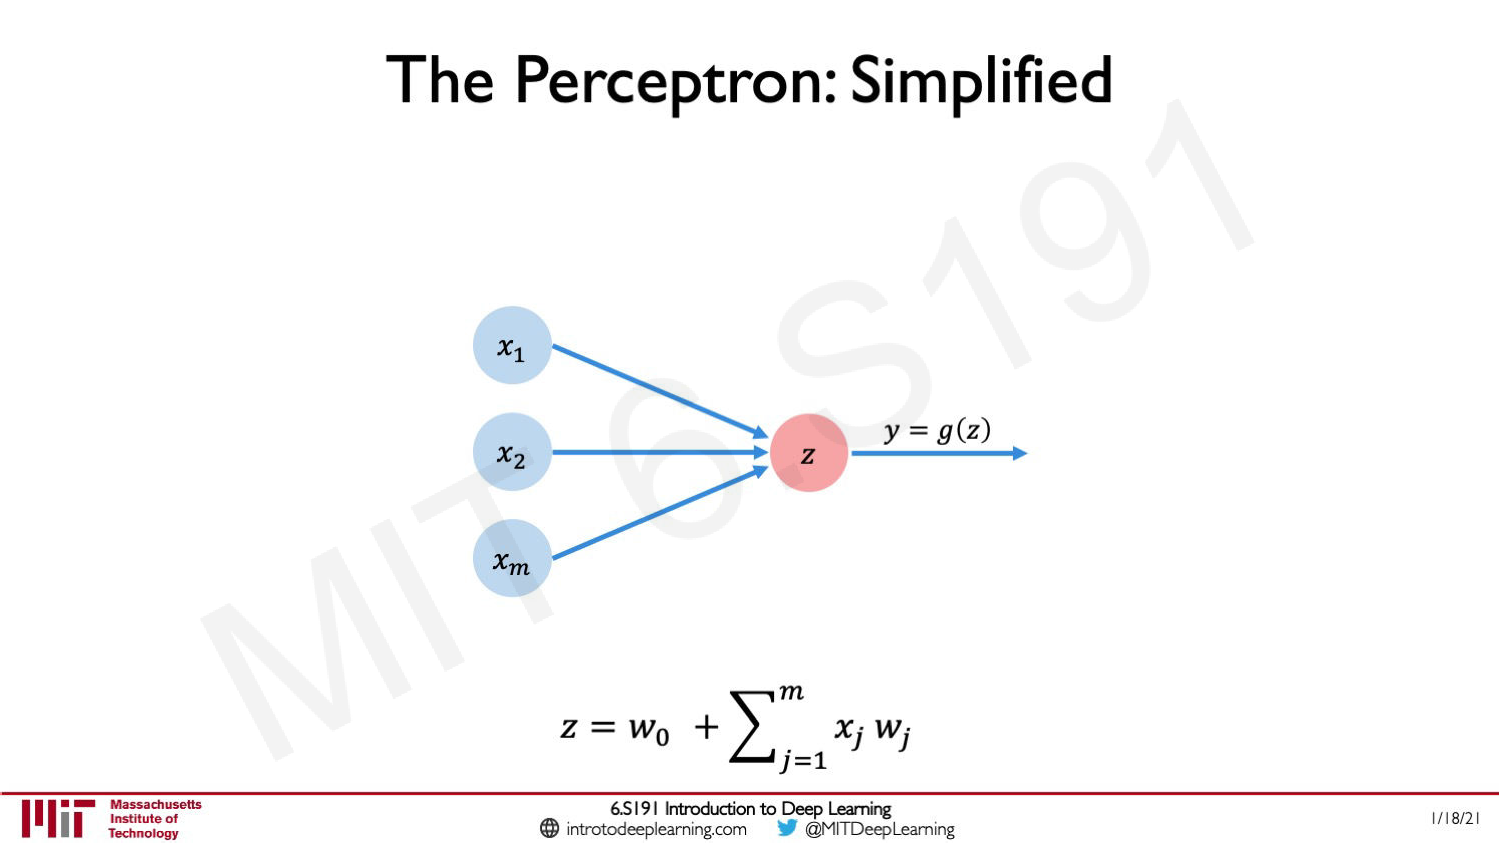 The Perceptron: Simplified
MIT 6.S191
x₁
x₂
xₘ
z
y = g(z)
z = w₀ + ∑ᵐⱼ₌₁ xⱼ wⱼ
Massachusetts
Institute of
Technology
6.S191 Introduction to Deep Learning
introtodeeplearning.com @MITDeepLearning
1/18/21